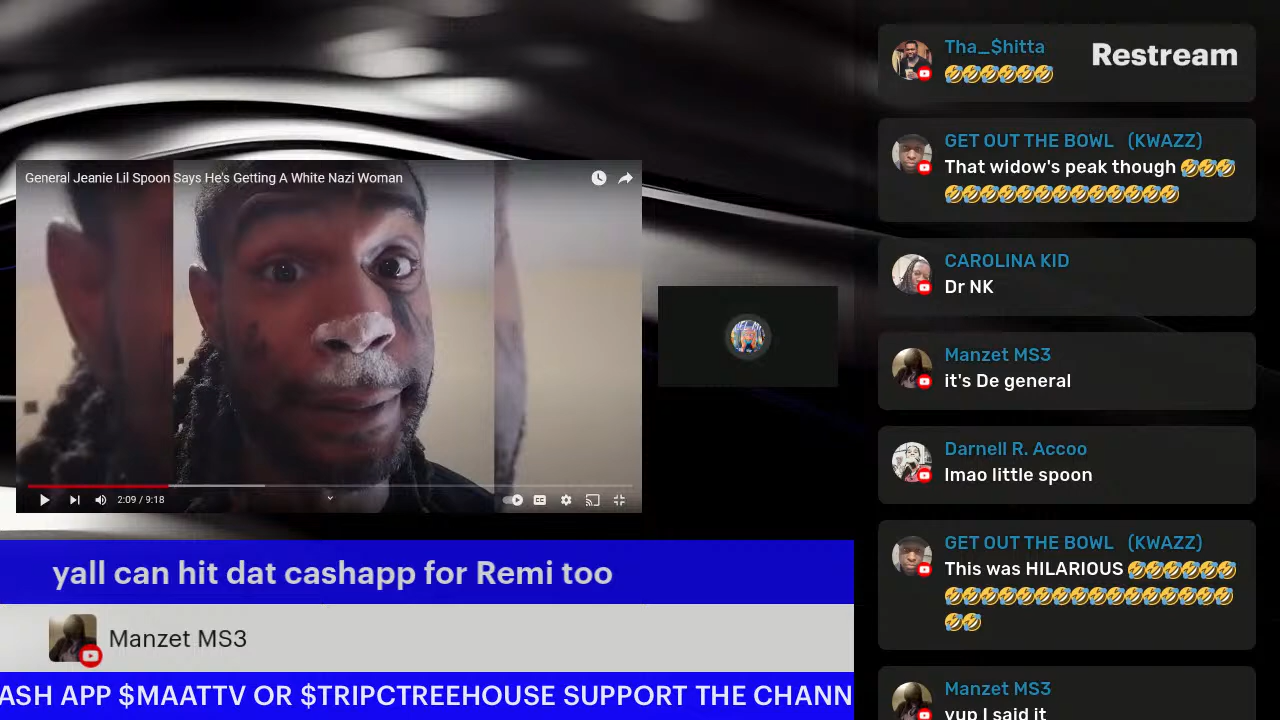 Restream
Tha_$hitta
🤣🤣🤣🤣🤣🤣
GET OUT THE BOWL (KWAZZ)
That widow's peak though 🤣🤣🤣
🤣🤣🤣🤣🤣🤣🤣🤣🤣🤣🤣🤣🤣
CAROLINA KID
Dr NK
Manzet MS3
it's De general
Darnell R. Accoo
lmao little spoon
GET OUT THE BOWL (KWAZZ)
This was HILARIOUS 🤣🤣🤣🤣🤣🤣
🤣🤣🤣🤣🤣🤣🤣🤣🤣🤣🤣🤣🤣🤣🤣🤣
🤣🤣
Manzet MS3
yup I said it
General Jeanie Lil Spoon Says He's Getting A White Nazi Woman
2:09 / 9:18
CC
yall can hit dat cashapp for Remi too
Manzet MS3
ASH APP $MAATTV OR $TRIPCTREEHOUSE SUPPORT THE CHANN